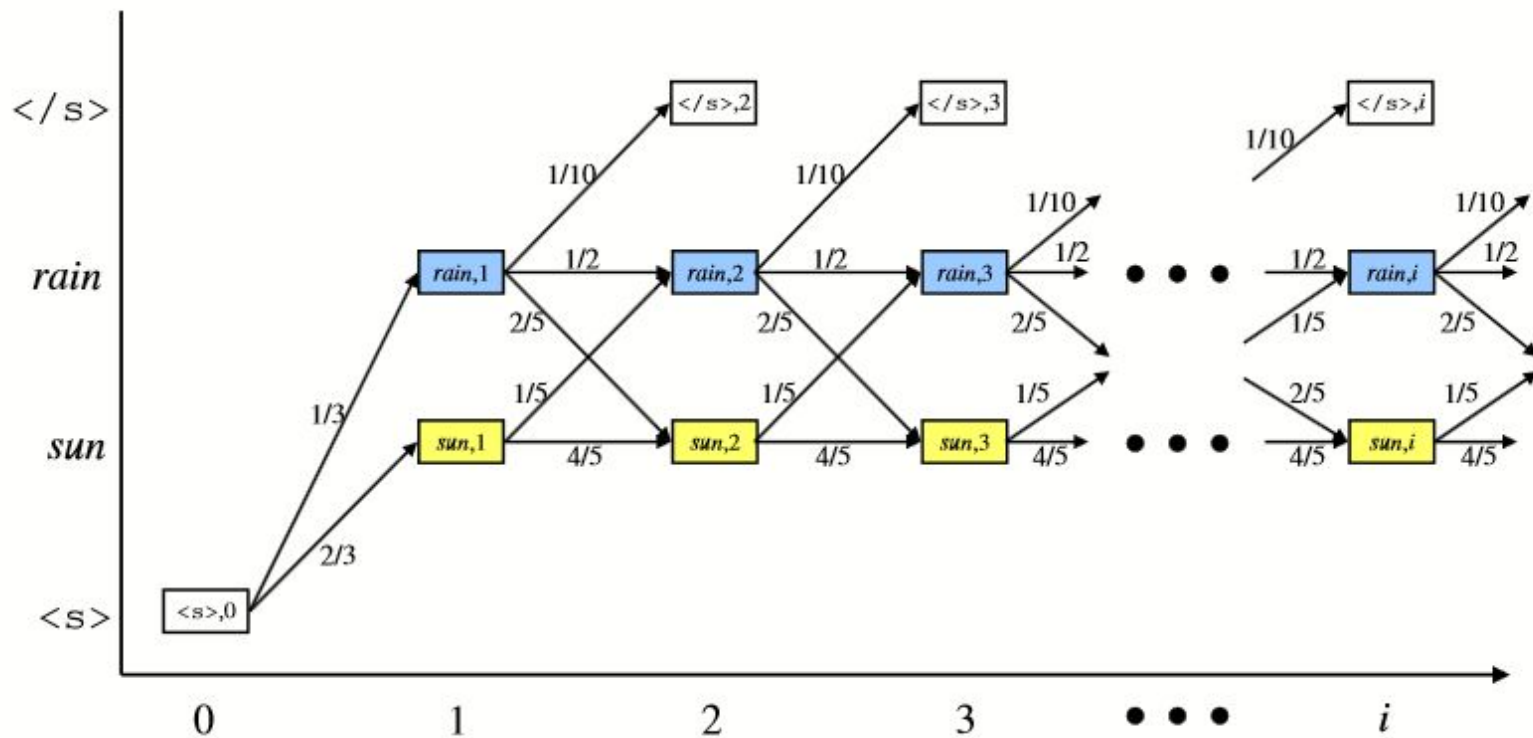 </s>
</s>,2 </s>,3 </s>,i
1/10 1/10 1/10 1/10 1/10
rain
rain,1 1/2 rain,2 1/2 rain,3 1/2 1/2 rain,i 1/2
2/5 2/5 2/5 1/5 2/5
1/3 1/5 1/5 1/5 2/5 1/5
sun
sun,1 4/5 sun,2 4/5 sun,3 4/5 4/5 sun,i 4/5
2/3
<s>
<s>,0
0 1 2 3 i